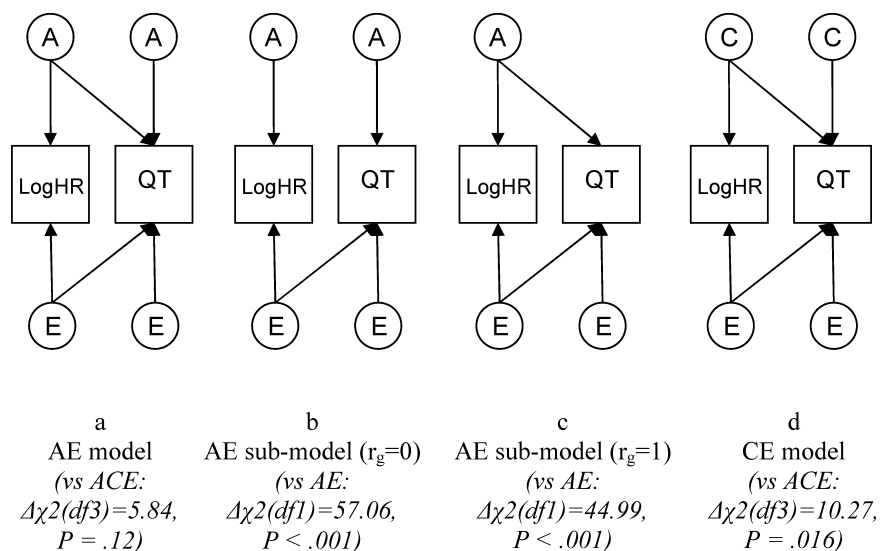 A A A A A C C
LogHR QT LogHR QT LogHR QT LogHR QT
E E E E E E E E
a
AE model
(vs ACE:
Δχ2(df3)=5.84,
P = .12)
b
AE sub-model (rg=0)
(vs AE:
Δχ2(df1)=57.06,
P < .001)
c
AE sub-model (rg=1)
(vs AE:
Δχ2(df1)=44.99,
P < .001)
d
CE model
(vs ACE:
Δχ2(df3)=10.27,
P = .016)